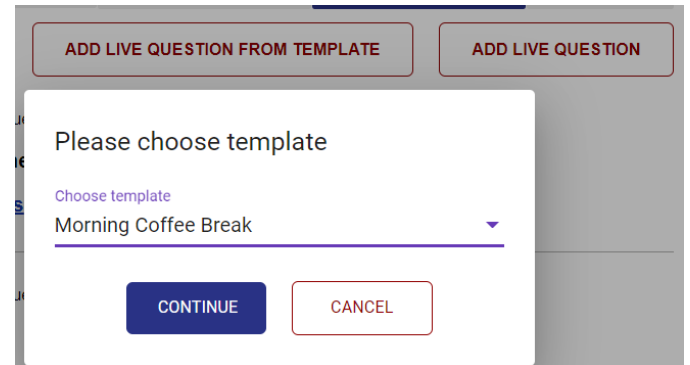 ADD LIVE QUESTION FROM TEMPLATE
ADD LIVE QUESTION
Please choose template
Choose template
Morning Coffee Break
CONTINUE
CANCEL